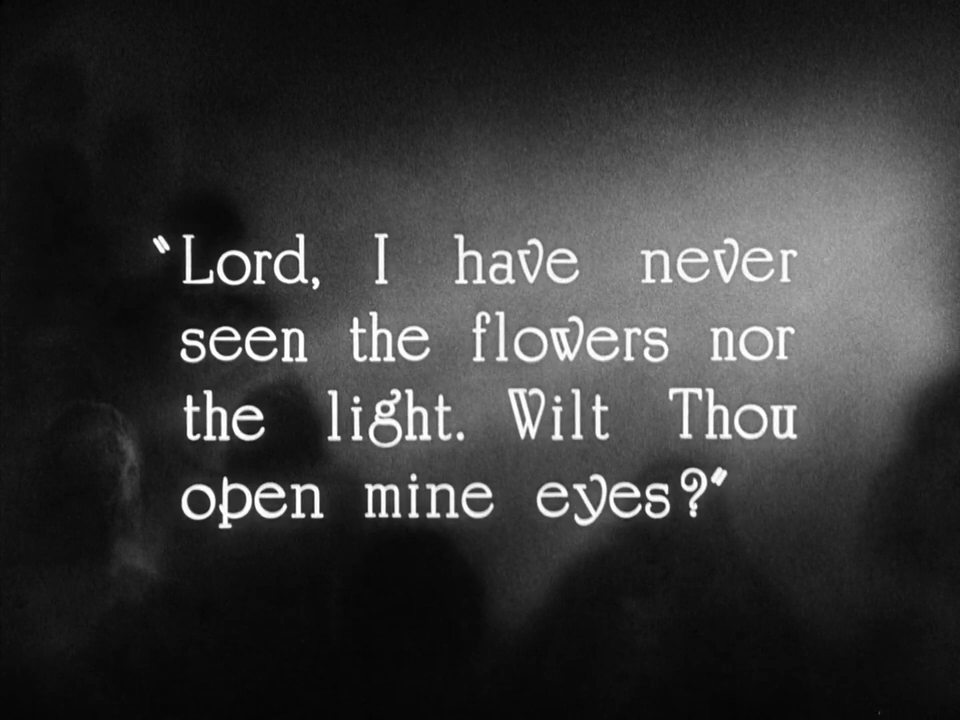 "Lord, I have never
seen the flowers nor
the light. Wilt Thou
open mine eyes?"